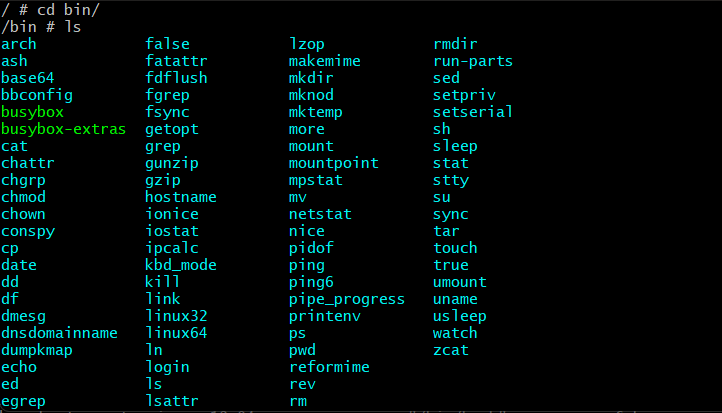 / # cd bin/
/bin # ls
arch false lzop rmdir
ash fatattr makemime run-parts
base64 fdflush mkdir sed
bbconfig fgrep mknod setpriv
busybox fsync mktemp setserial
busybox-extras getopt more sh
cat grep mount sleep
chattr gunzip mountpoint stat
chgrp gzip mpstat stty
chmod hostname mv su
chown ionice netstat sync
conspy iostat nice tar
cp ipcalc pidof touch
date kbd_mode ping true
dd kill ping6 umount
df link pipe_progress uname
dmesg linux32 printenv usleep
dnsdomainname linux64 ps watch
dumpkmap ln pwd zcat
echo login reformime
ed ls rev
egrep lsattr rm